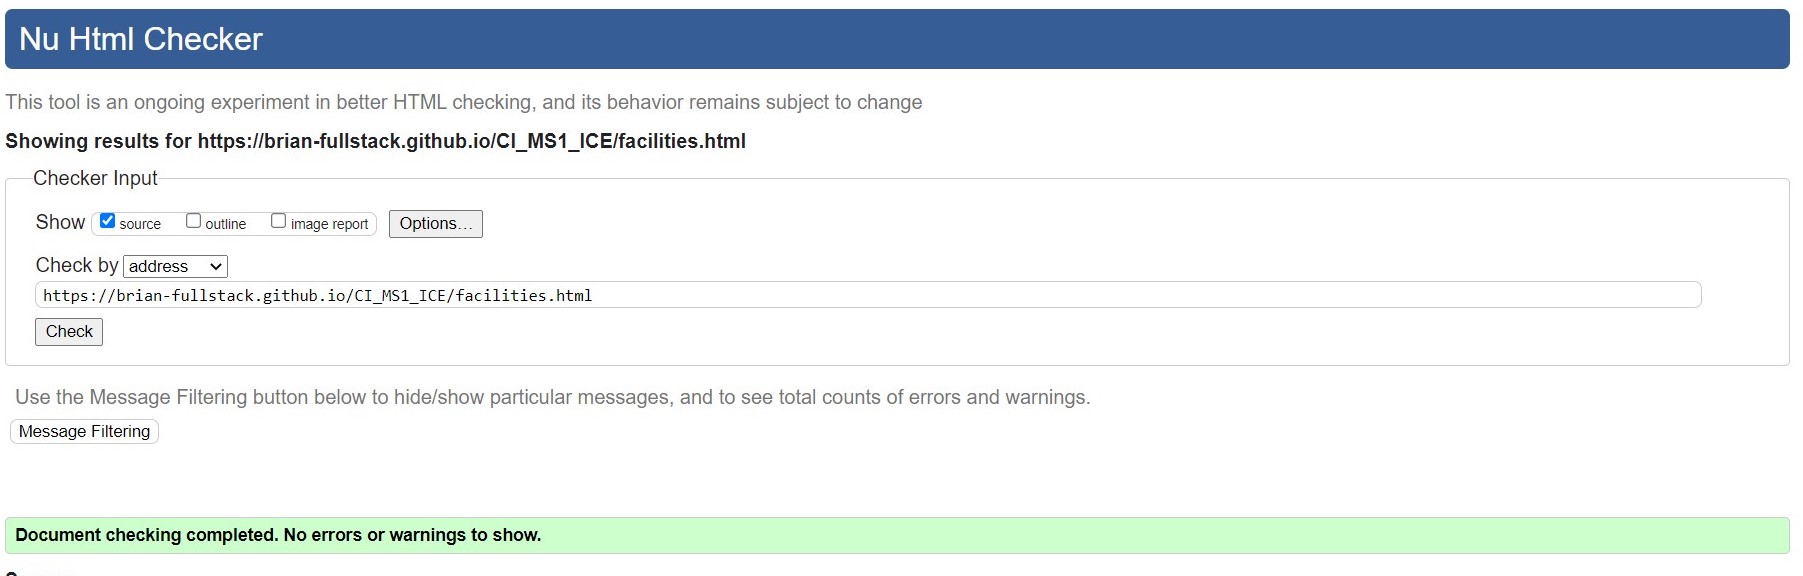 Nu Html Checker
This tool is an ongoing experiment in better HTML checking, and its behavior remains subject to change
Showing results for https://brian-fullstack.github.io/CI_MS1_ICE/facilities.html
Checker Input
Show source outline image report Options...
Check by address
https://brian-fullstack.github.io/CI_MS1_ICE/facilities.html
Check
Use the Message Filtering button below to hide/show particular messages, and to see total counts of errors and warnings.
Message Filtering
Document checking completed. No errors or warnings to show.